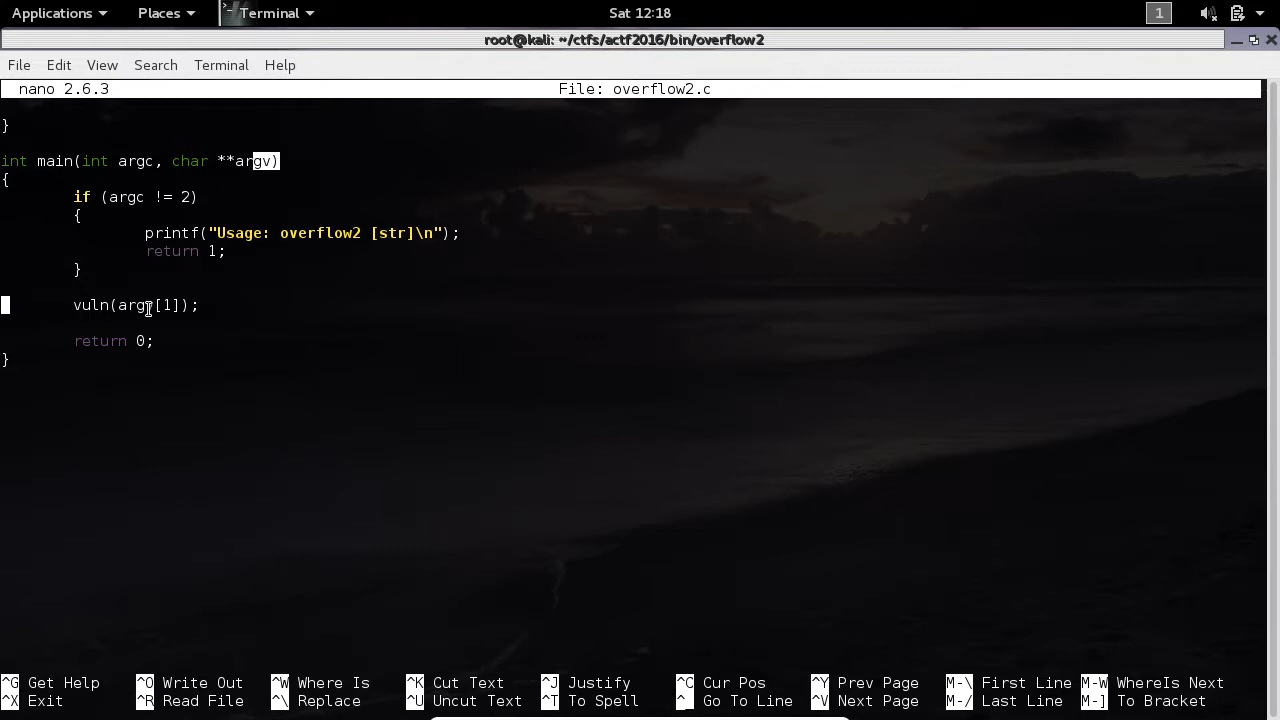 Applications Places Terminal Sat 12:18 1
root@kali: ~/ctfs/actf2016/bin/overflow2
File Edit View Search Terminal Help
nano 2.6.3 File: overflow2.c
}
int main(int argc, char **argv)
{
if (argc != 2)
{
printf("Usage: overflow2 [str]\n");
return 1;
}
vuln(argv[1]);
return 0;
}
^G Get Help ^O Write Out ^W Where Is ^K Cut Text ^J Justify ^C Cur Pos ^Y Prev Page M-\ First Line M-W WhereIs Next
^X Exit ^R Read File ^\ Replace ^U Uncut Text ^T To Spell ^_ Go To Line ^V Next Page M-/ Last Line M-] To Bracket